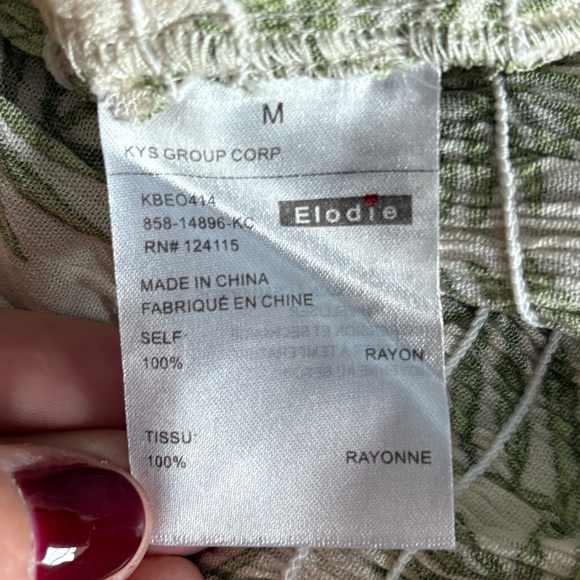 M
KYS GROUP CORP.
KBEO414
858-14896-KC
RN# 124115
Elodie
MADE IN CHINA
FABRIQUÉ EN CHINE
SELF:
100% RAYON
TISSU:
100% RAYONNE